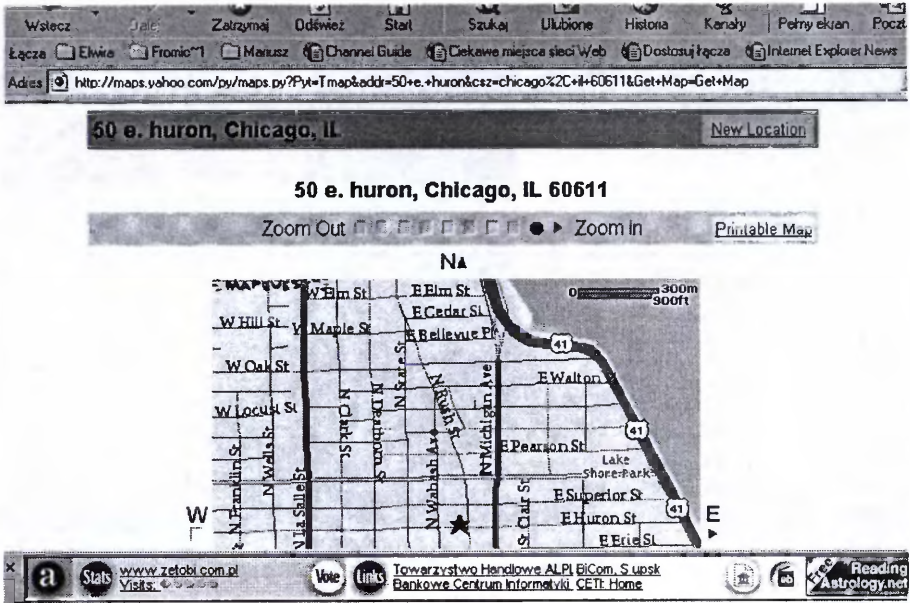 Wstecz Dalej Zatrzymaj Odśwież Start Szukaj Ulubione Historia Kanały Pełny ekran Poczt
Łącza Elwira Fromic~1 Mariusz Channel Guide Ciekawe miejsca sieci Web Dostosuj łącza Internet Explorer News
Adres http://maps.yahoo.com/py/maps.py?Pyt=Tmap&addr=50+e.+huron&csz=chicago%2C+il+60611&Get+Map=Get+Map
50 e. huron, Chicago, IL New Location
50 e. huron, Chicago, IL 60611
Zoom Out Zoom In Printable Map
N
MAPQUEST
W Elm St E Elm St 0 300m
900ft
E Cedar St
W Hill St W Maple St E Bellevue Pl
41
W Oak St
E Walton
W Locust St
N Franklin St
N Wells St
N La Salle St
N Clark St
N Dearborn S
N State St
N Wabash Ave
N Rush St
N Michigan Ave
St Clair St
41
E Pearson St
Lake
Shore Park
E Superior St 41
W E
E Huron St
E Erie St
a Stats www.zetobi.com.pl Vote Links Towarzystwo Handlowe ALPI BiCom, S upsk Free Reading
Visits: Bankowe Centrum Informatyki CETI Home Astrology.net